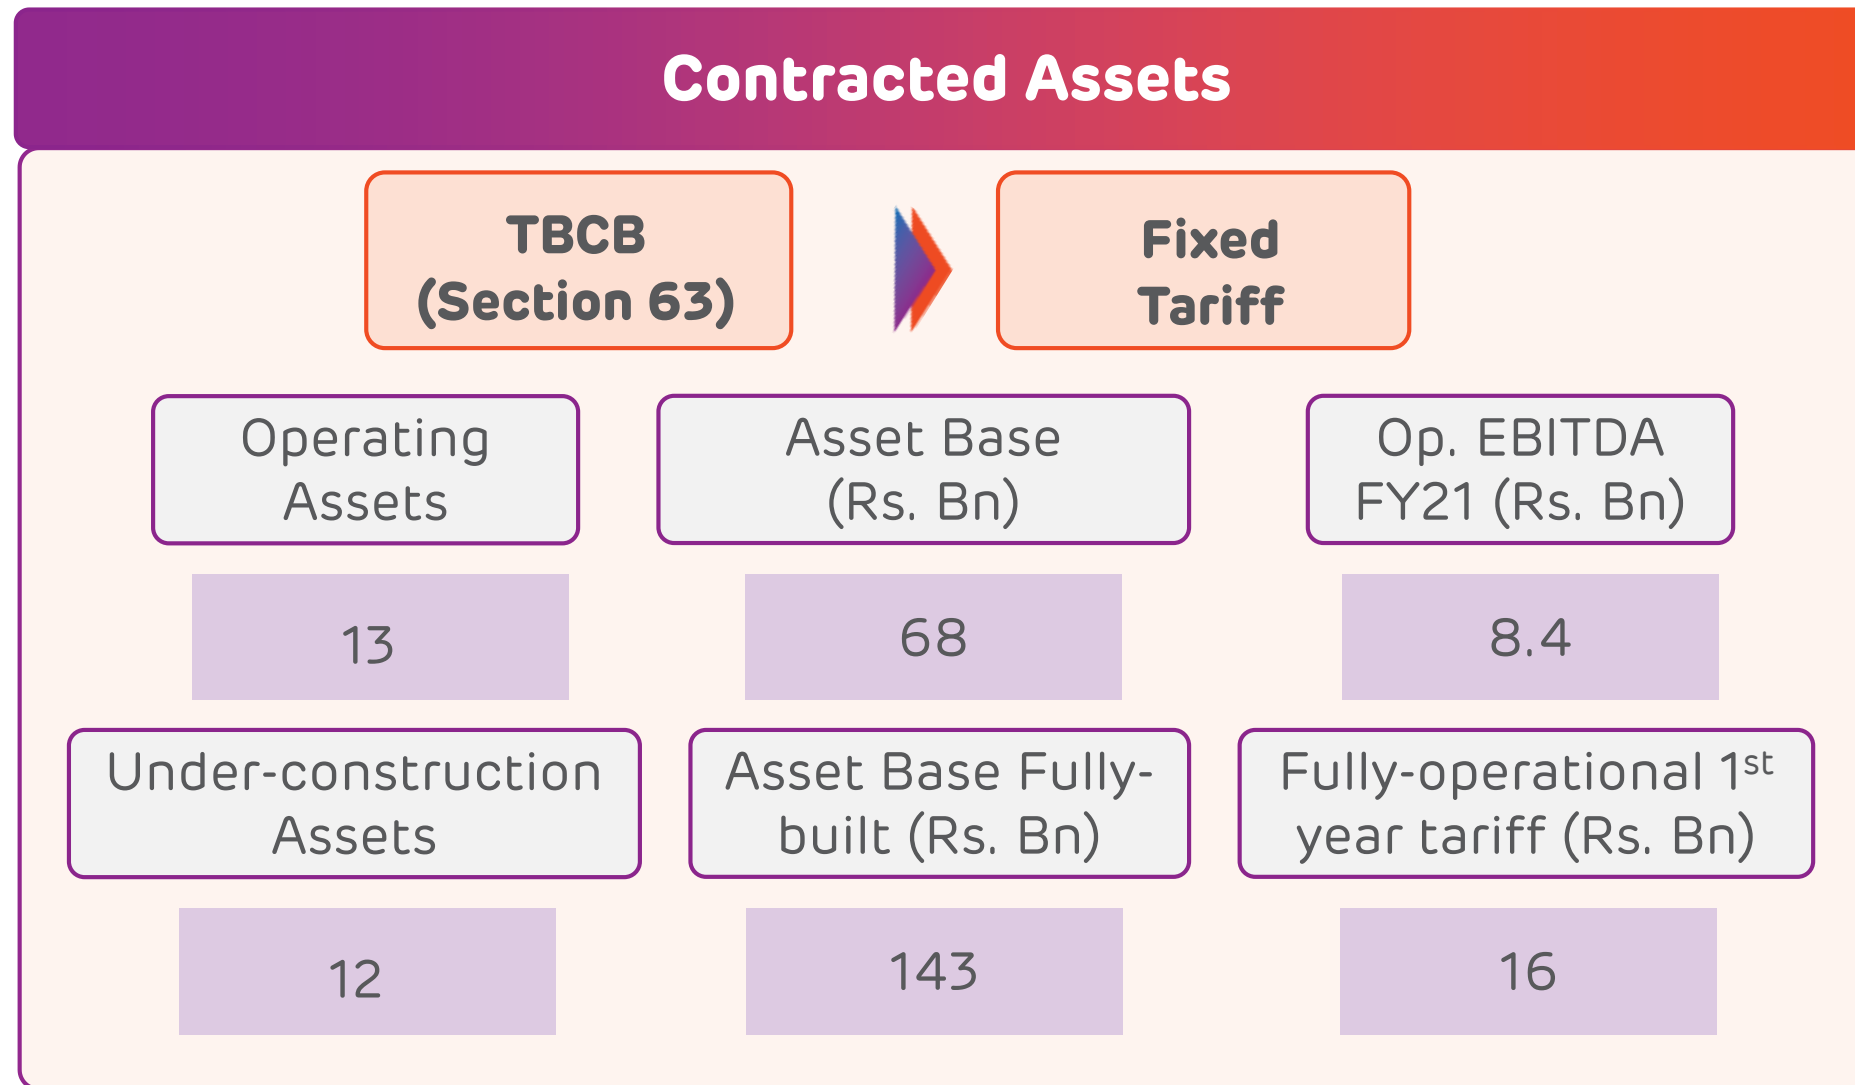 Contracted Assets
TBCB
(Section 63)
Fixed
Tariff
Operating
Assets
Asset Base
(Rs. Bn)
Op. EBITDA
FY21 (Rs. Bn)
13
68
8.4
Under-construction
Assets
Asset Base Fully-
built (Rs. Bn)
Fully-operational 1st
year tariff (Rs. Bn)
12
143
16